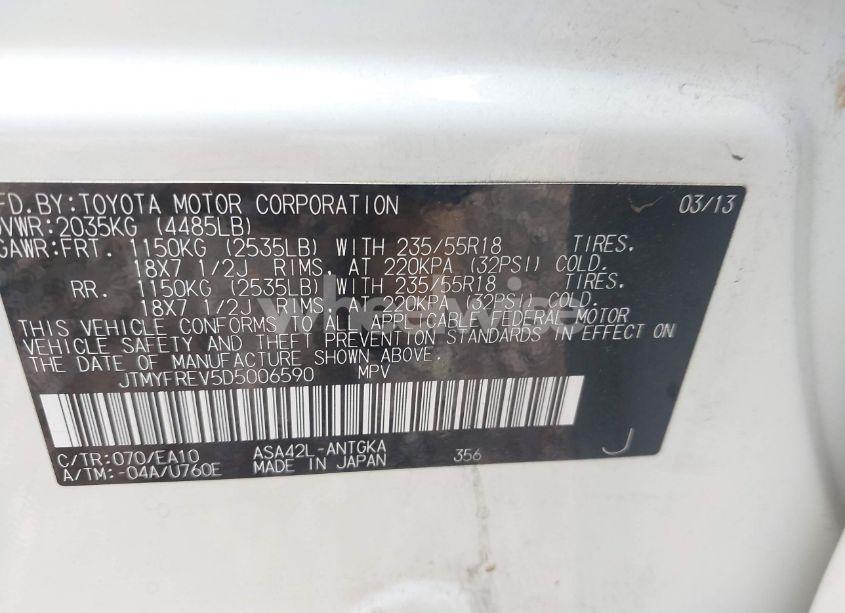 FD. BY: TOYOTA MOTOR CORPORATION 03/13
VWR: 2035KG (4485LB)
GAWR: FRT. 1150KG (2535LB) WITH 235/55R18 TIRES.
18X7 1/2J RIMS, AT 220KPA (32PSI) COLD.
RR. 1150KG (2535LB) WITH 235/55R18 TIRES.
18X7 1/2J RIMS, AT 220KPA (32PSI) COLD.
THIS VEHICLE CONFORMS TO ALL APPLICABLE FEDERAL MOTOR
VEHICLE SAFETY AND THEFT PREVENTION STANDARDS IN EFFECT ON
THE DATE OF MANUFACTURE SHOWN ABOVE.
JTMYFREV5D5006590 MPV
C/TR: 070/EA10 ASA42L-ANTGKA 356 J
A/TM: -04A/U760E MADE IN JAPAN